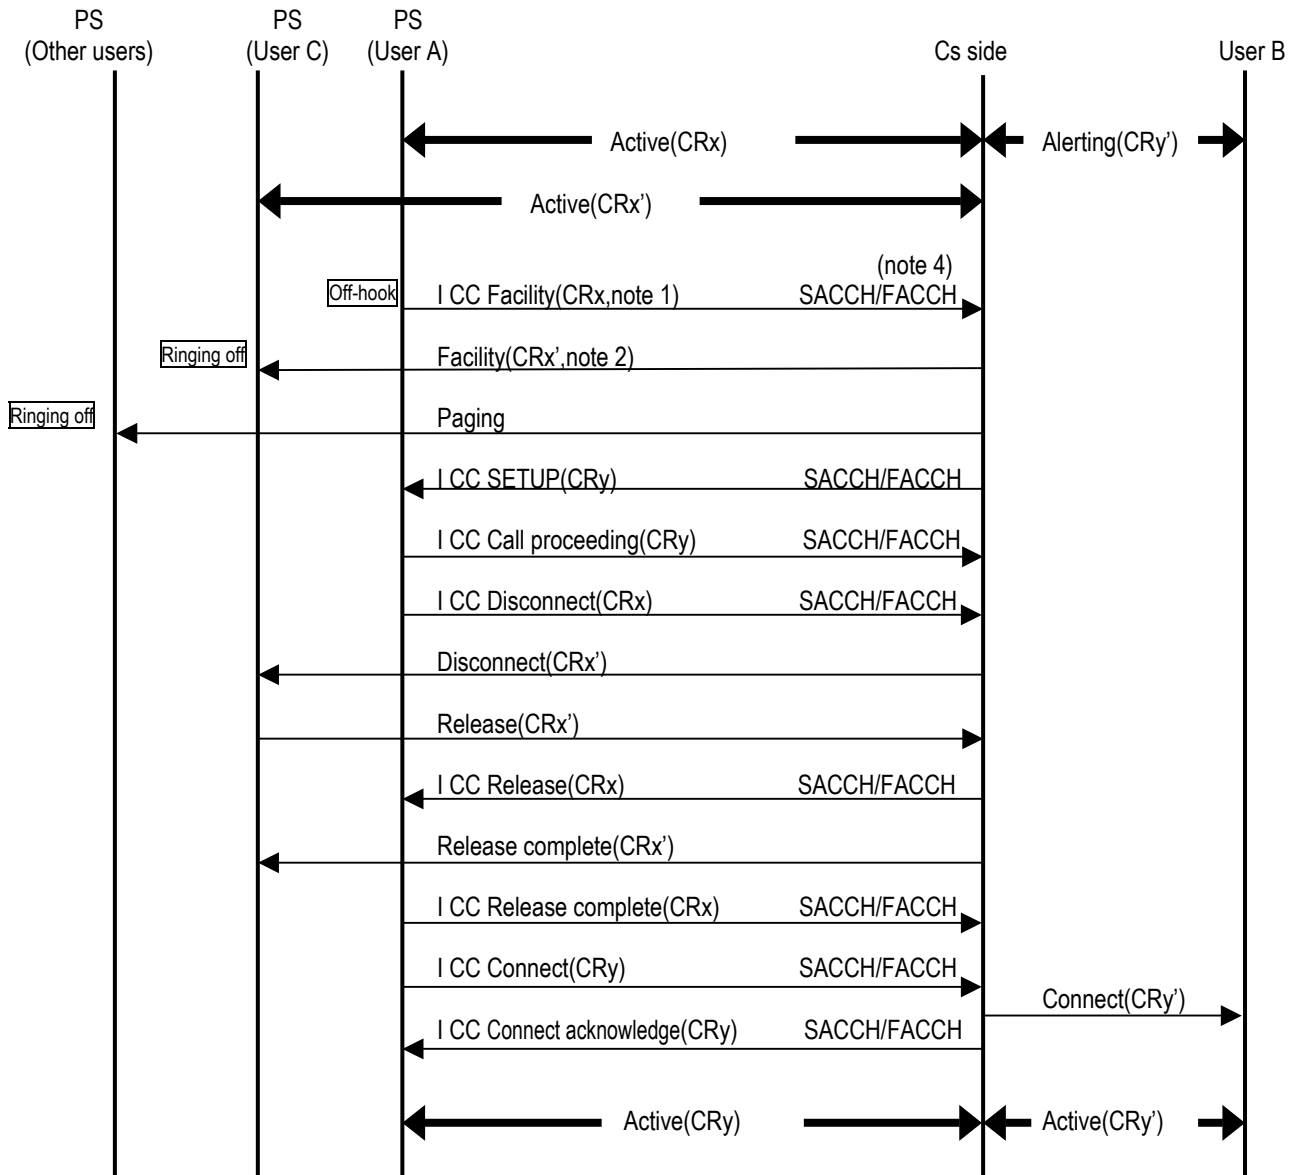 PS PS PS
(Other users) (User C) (User A) Cs side User B
Active(CRx) Alerting(CRy’)
Active(CRx’)
(note 4)
Off-hook I CC Facility(CRx,note 1) SACCH/FACCH
Ringing off Facility(CRx’,note 2)
Ringing off Paging
I CC SETUP(CRy) SACCH/FACCH
I CC Call proceeding(CRy) SACCH/FACCH
I CC Disconnect(CRx) SACCH/FACCH
Disconnect(CRx’)
Release(CRx’)
I CC Release(CRx) SACCH/FACCH
Release complete(CRx’)
I CC Release complete(CRx) SACCH/FACCH
I CC Connect(CRy) SACCH/FACCH
Connect(CRy’)
I CC Connect acknowledge(CRy) SACCH/FACCH
Active(CRy) Active(CRy’)